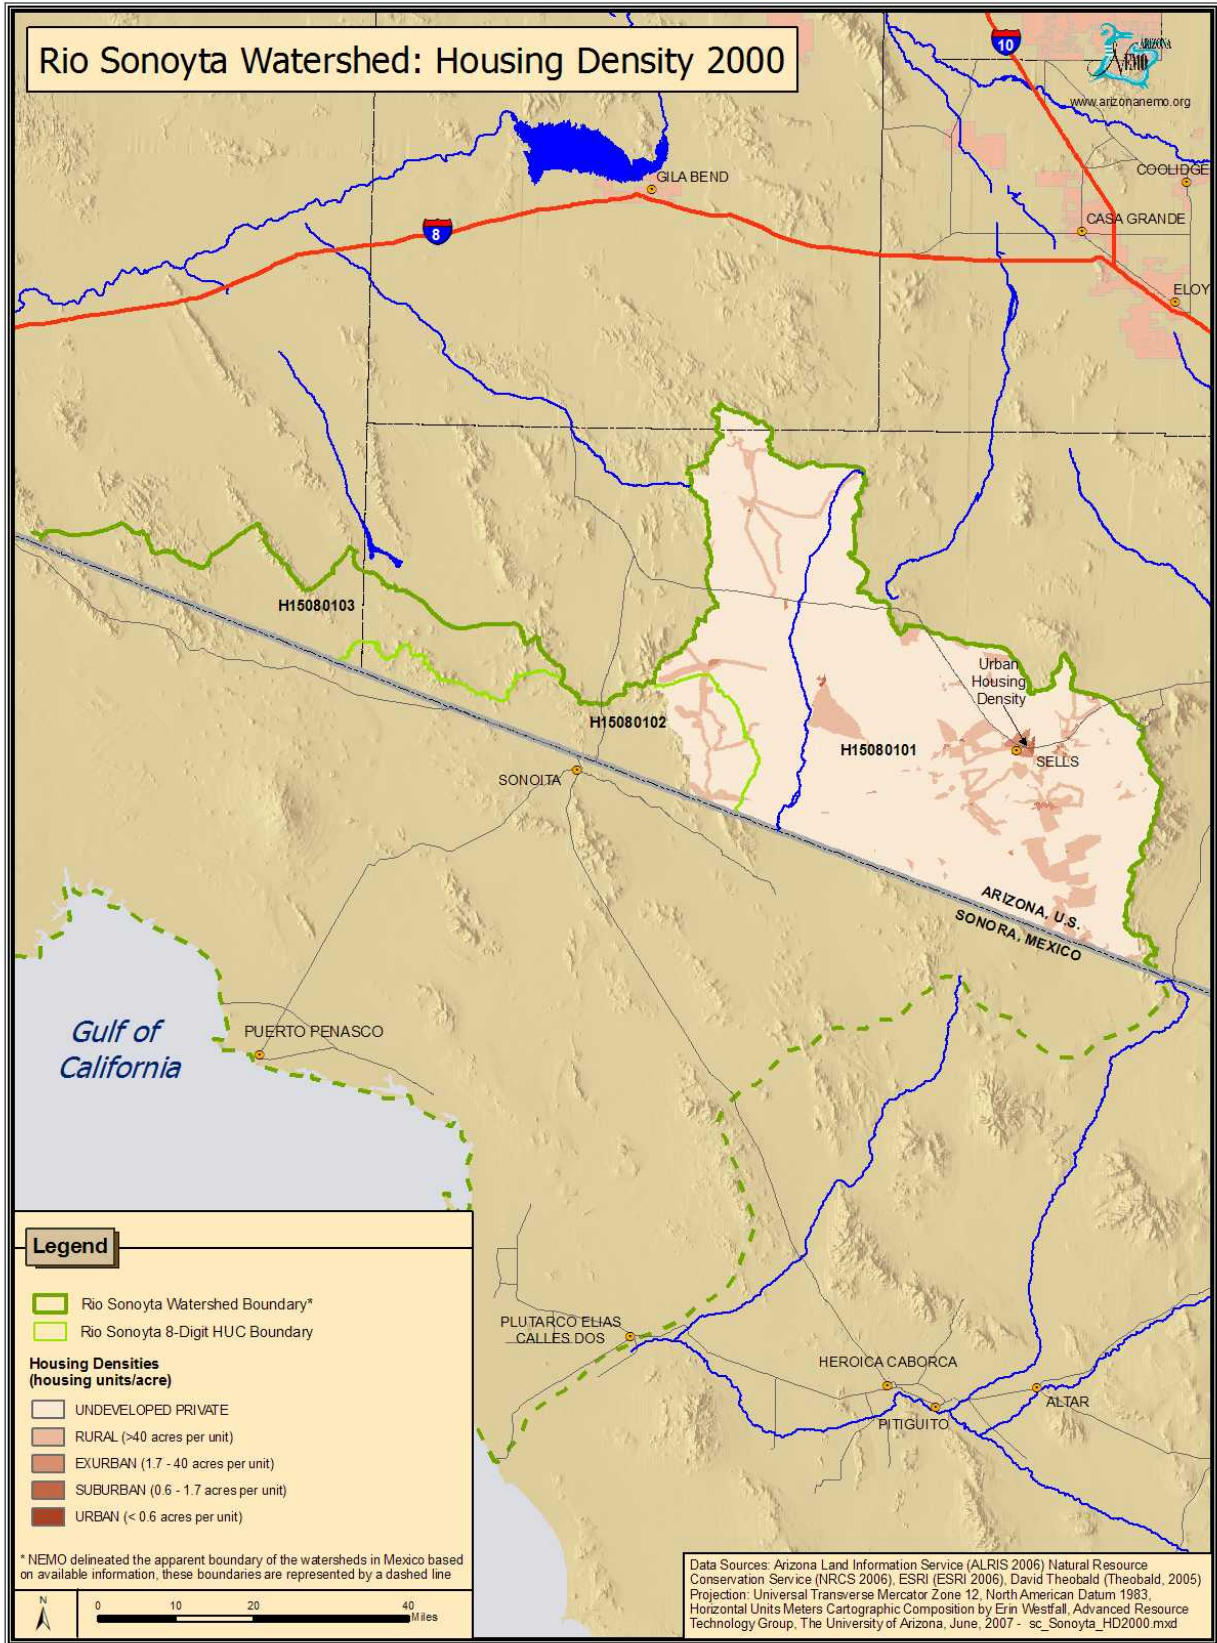 Rio Sonoyta Watershed: Housing Density 2000
10
ARIZONA
NEMO
www.arizonanemo.org
GILA BEND
COOLIDGE
8
CASA GRANDE
ELOY
H15080103
Urban
Housing
Density
H15080102
H15080101
SELLS
SONOITA
ARIZONA, U.S.
SONORA, MEXICO
Gulf of
California
PUERTO PENASCO
PLUTARCO ELIAS
CALLES DOS
HEROICA CABORCA
PITIGUITO
ALTAR
Legend
Rio Sonoyta Watershed Boundary*
Rio Sonoyta 8-Digit HUC Boundary
Housing Densities
(housing units/acre)
UNDEVELOPED PRIVATE
RURAL (>40 acres per unit)
EXURBAN (1.7 - 40 acres per unit)
SUBURBAN (0.6 - 1.7 acres per unit)
URBAN (< 0.6 acres per unit)
* NEMO delineated the apparent boundary of the watersheds in Mexico based
on available information, these boundaries are represented by a dashed line
N
0 10 20 40
Miles
Data Sources: Arizona Land Information Service (ALRIS 2006) Natural Resource
Conservation Service (NRCS 2006), ESRI (ESRI 2006), David Theobald (Theobald, 2005)
Projection: Universal Transverse Mercator Zone 12, North American Datum 1983,
Horizontal Units Meters Cartographic Composition by Erin Westfall, Advanced Resource
Technology Group, The University of Arizona, June, 2007 - sc_Sonoyta_HD2000.mxd